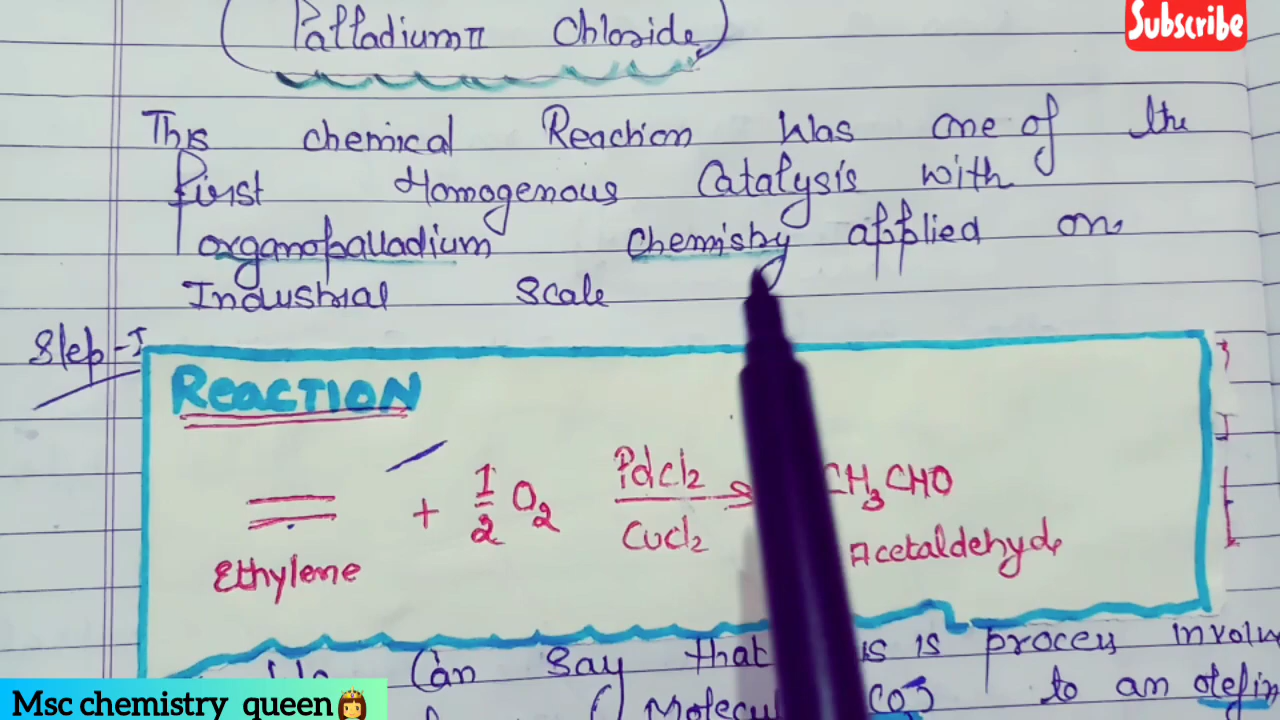 Subscribe
(Palladium II Chloride)
This chemical Reaction was one of the
first Homogenous Catalysis with
organopalladium chemistry applied on
Industrial Scale
Step-I
REACTION
+ 1/2 O2 PdCl2 CH3CHO
CuCl2
Ethylene Acetaldehyde
Can say that is is process
to an
Msc chemistry queen👸